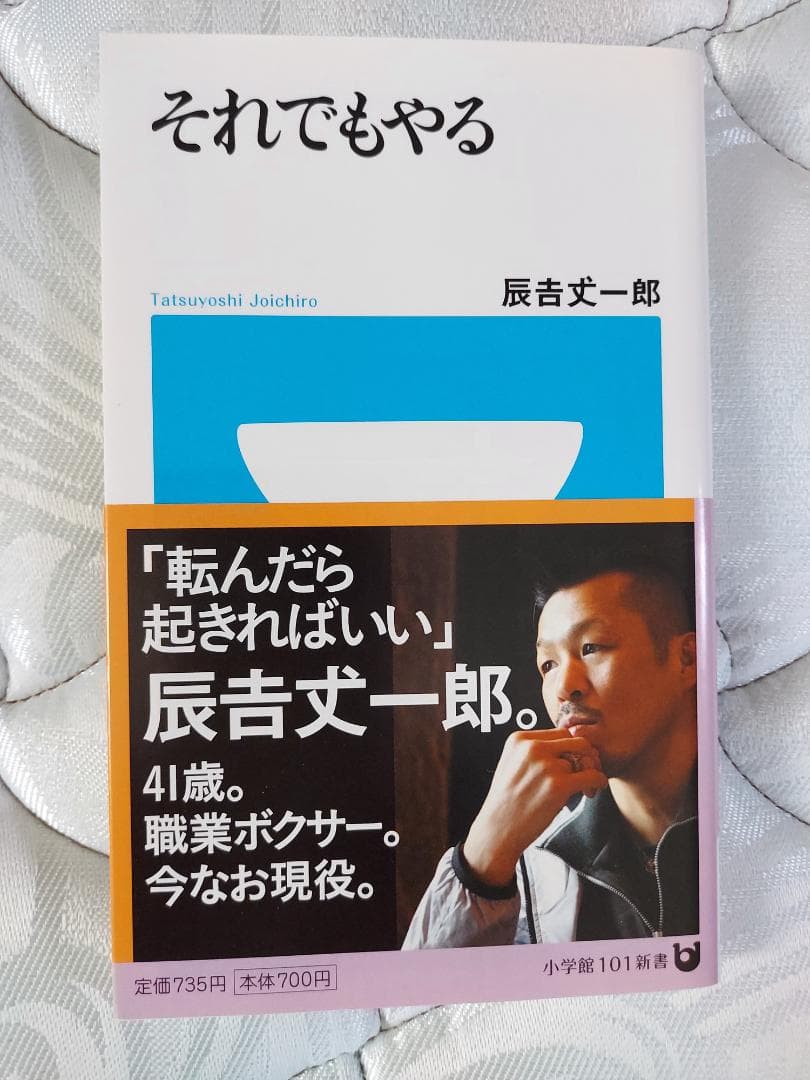 それでもやる
Tatsuyoshi Joichiro
辰𠮷丈一郎
「転んだら
起きればいい」
辰𠮷丈一郎。
41歳。
職業ボクサー。
今なお現役。
定価735円 本体700円
小学館101新書